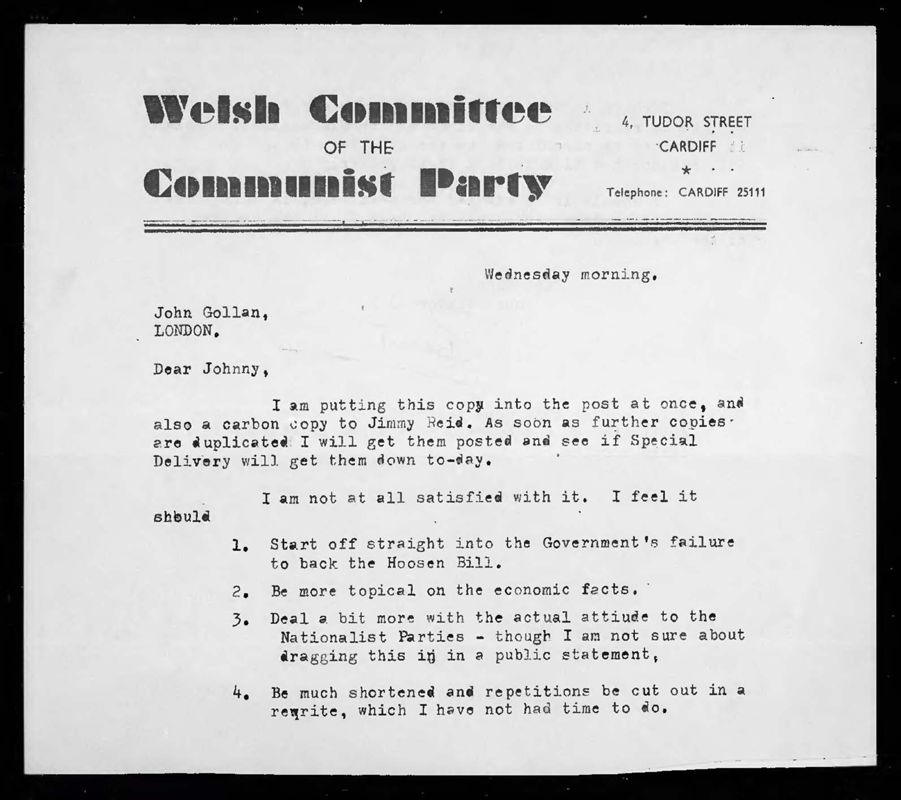 Welsh Committee
OF THE
Communist Party
4, TUDOR STREET
CARDIFF
*
Telephone: CARDIFF 25111
Wednesday morning.
John Gollan,
LONDON.
Dear Johnny,
I am putting this copy into the post at once, and
also a carbon copy to Jimmy Reid. As soon as further copies
are duplicated I will get them posted and see if Special
Delivery will get them down to-day.
I am not at all satisfied with it. I feel it
should
1. Start off straight into the Government's failure
to back the Hoosen Bill.
2. Be more topical on the economic facts.
3. Deal a bit more with the actual attiude to the
Nationalist Parties - though I am not sure about
dragging this in in a public statement,
4. Be much shortened and repetitions be cut out in a
rewrite, which I have not had time to do.